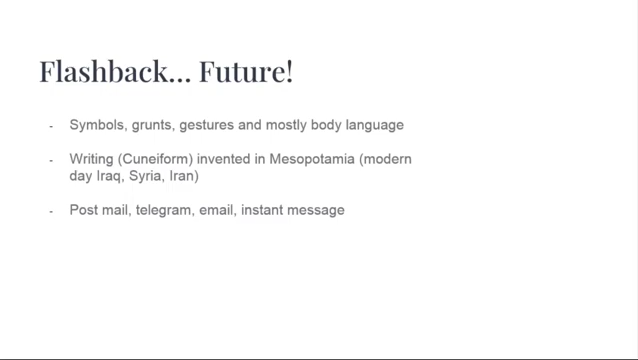 Flashback... Future!
- Symbols, grunts, gestures and mostly body language
- Writing (Cuneiform) invented in Mesopotamia (modern
day Iraq, Syria, Iran)
- Post mail, telegram, email, instant message